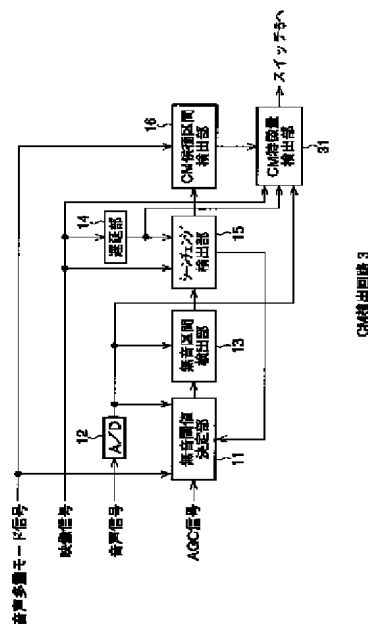 音声多重モード信号
映像信号
音声信号
AGC信号
12
A/D
無音閾値
決定部
11
無音区間
検出部
13
14
遅延部
シーンチェンジ
検出部
15
16
CM候補区間
検出部
CM特徴量
検出部
31
スイッチ5へ
CM検出回路 3